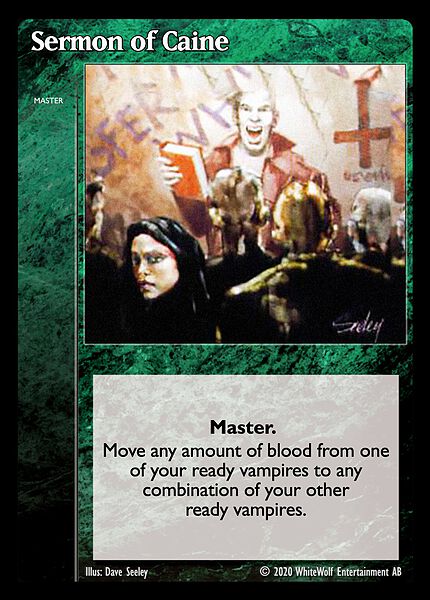 Sermon of Caine
MASTER
Seeley
Master.
Move any amount of blood from one
of your ready vampires to any
combination of your other
ready vampires.
Illus: Dave Seeley
© 2020 WhiteWolf Entertainment AB